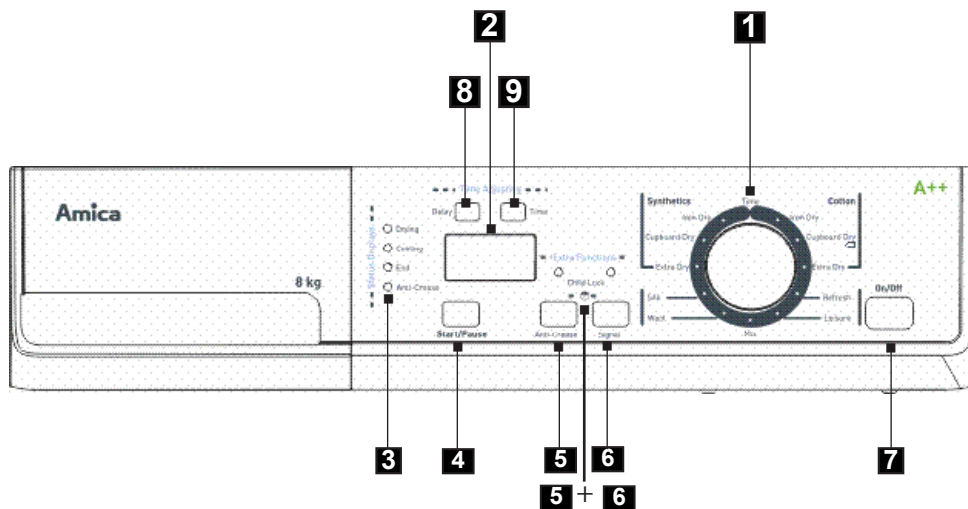 2
1
8
9
A++
Time Adjusting
Delay
Time
Synthetics
Time
Cotton
Iron Dry
Iron Dry
Amica
Status Displays
Drying
Cupboard Dry
Cupboard Dry
Cooling
Extra Functions
End
Extra Dry
Extra Dry
Child Lock
8 kg
Anti-Crease
On/Off
Silk
Refresh
Wool
Leisure
Start/Pause
Anti-Crease
Signal
Mix
3
4
5
6
7
5 + 6